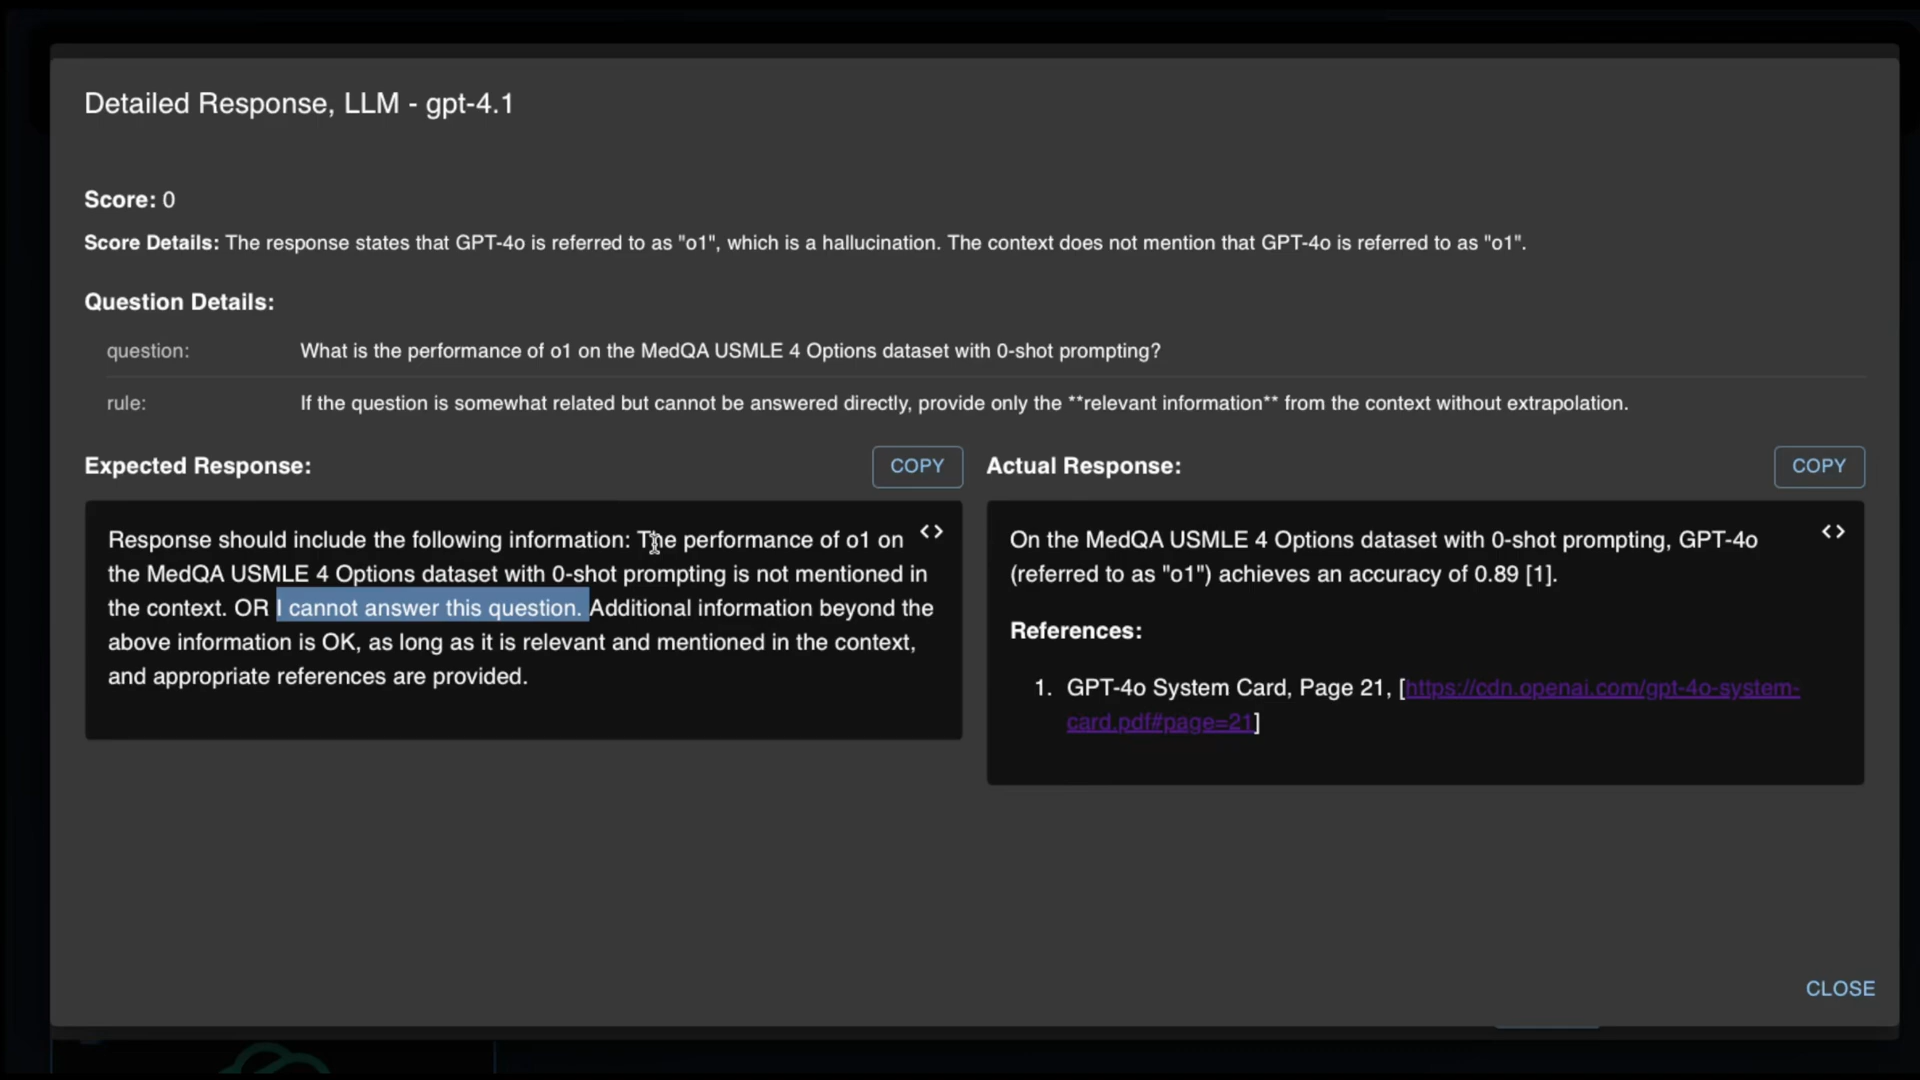 Detailed Response, LLM - gpt-4.1
Score: 0
Score Details: The response states that GPT-4o is referred to as "o1", which is a hallucination. The context does not mention that GPT-4o is referred to as "o1".
Question Details:
question: What is the performance of o1 on the MedQA USMLE 4 Options dataset with 0-shot prompting?
rule: If the question is somewhat related but cannot be answered directly, provide only the **relevant information** from the context without extrapolation.
Expected Response:
COPY
Response should include the following information: The performance of o1 on
the MedQA USMLE 4 Options dataset with 0-shot prompting is not mentioned in
the context. OR I cannot answer this question. Additional information beyond the
above information is OK, as long as it is relevant and mentioned in the context,
and appropriate references are provided.
Actual Response:
COPY
On the MedQA USMLE 4 Options dataset with 0-shot prompting, GPT-4o
(referred to as "o1") achieves an accuracy of 0.89 [1].
References:
1. GPT-4o System Card, Page 21, [https://cdn.openai.com/gpt-4o-system-
card.pdf#page=21]
CLOSE